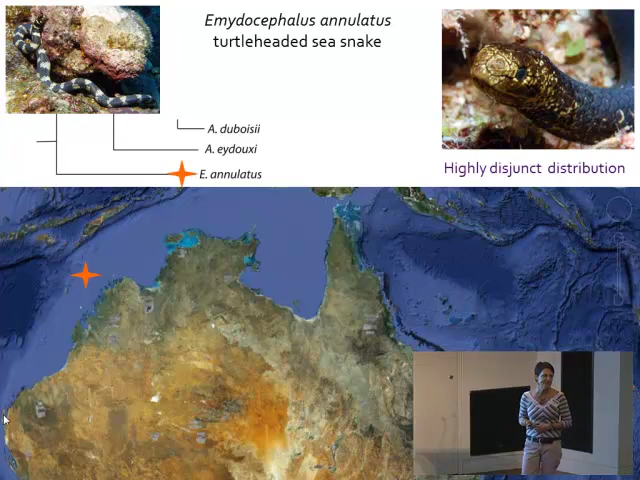 Emydocephalus annulatus
turtleheaded sea snake
A. duboisii
A. eydouxi
E. annulatus
Highly disjunct distribution